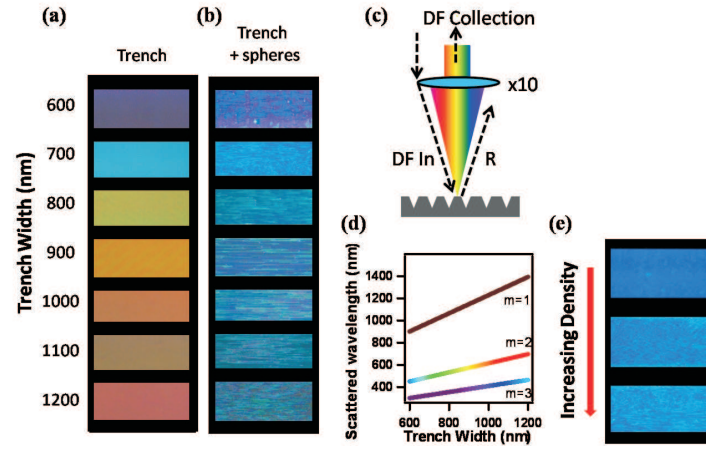 (a)
Trench
(b)
Trench
+ spheres
Trench Width (nm)
600
700
800
900
1000
1100
1200
(c)
DF Collection
x10
DF In
R
(d)
Scattered wavelength (nm)
1400
1200
1000
800
600
400
m=1
m=2
m=3
600
800
1000
1200
Trench Width (nm)
(e)
Increasing Density